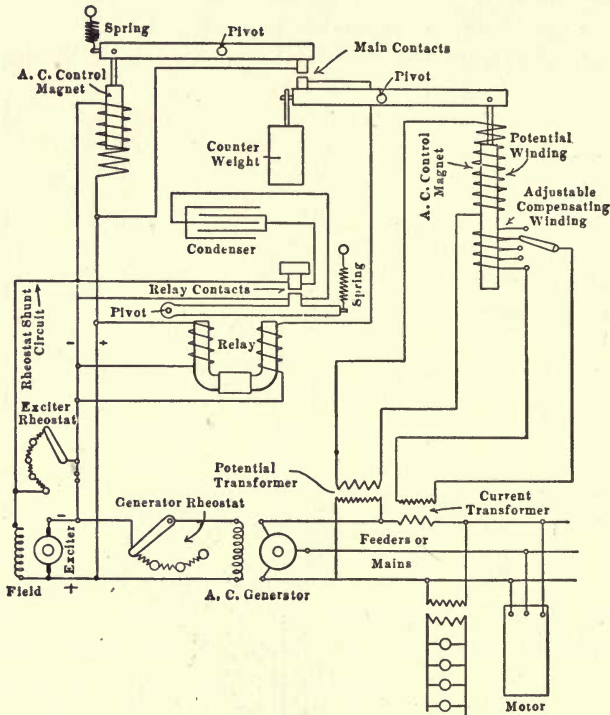 Spring
Pivot
Main Contacts
A. C. Control
Magnet
Pivot
Counter
Weight
A. C. Control
Magnet
Potential
Winding
Adjustable
Compensating
Winding
Condenser
Relay Contacts
Spring
Pivot
Rheostat Shunt
Circuit
- +
Relay
Exciter
Rheostat
Potential
Transformer
Generator Rheostat
Current
Transformer
-
Exciter
Feeders or
Mains
+
Field
A. C. Generator
Motor